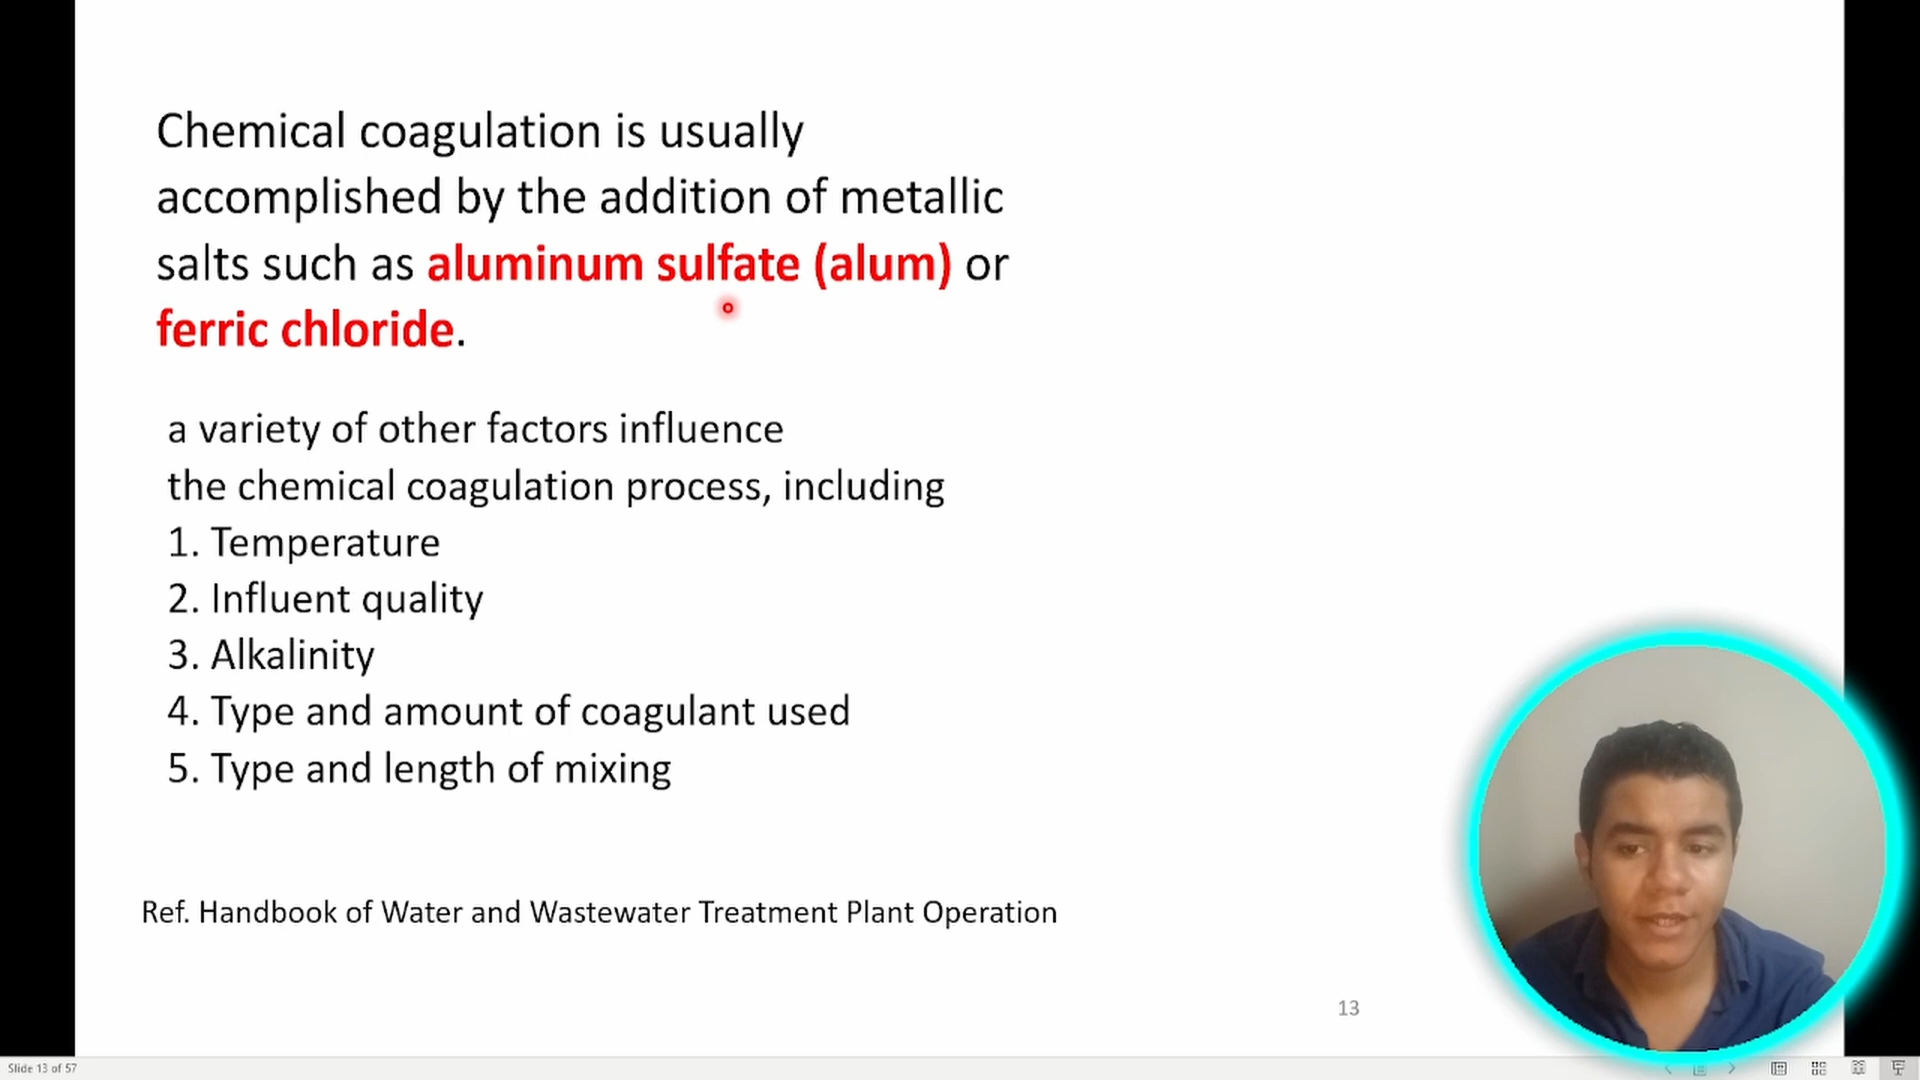 Chemical coagulation is usually
accomplished by the addition of metallic
salts such as aluminum sulfate (alum) or
ferric chloride.
a variety of other factors influence
the chemical coagulation process, including
1. Temperature
2. Influent quality
3. Alkalinity
4. Type and amount of coagulant used
5. Type and length of mixing
Ref. Handbook of Water and Wastewater Treatment Plant Operation
13
Slide 13 of 57